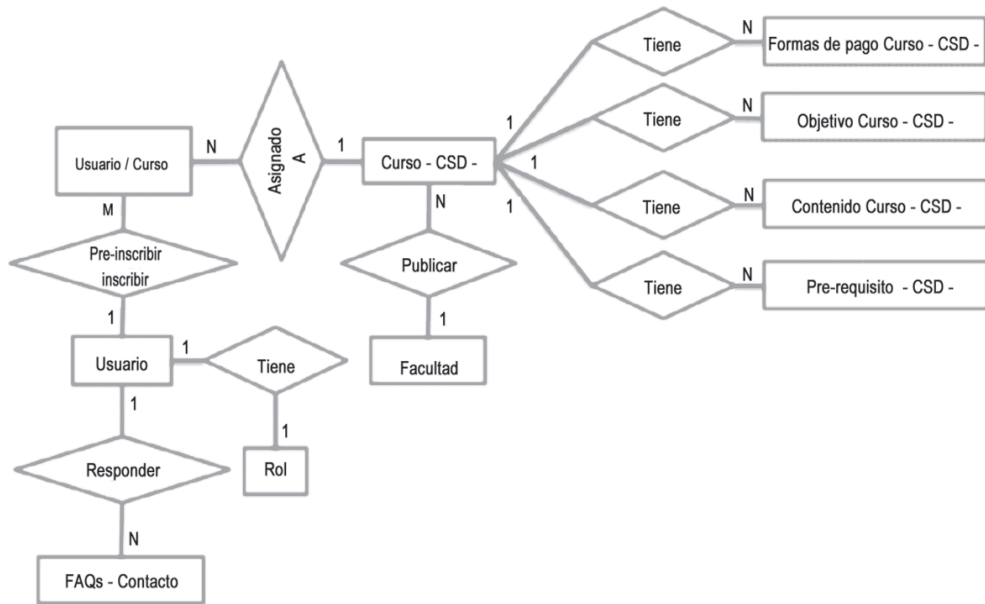 Tiene
N
Formas de pago Curso - CSD -
1
Tiene
N
Objetivo Curso - CSD -
Usuario / Curso
N
Asignado
A
1
Curso - CSD -
1
1
Tiene
N
Contenido Curso - CSD -
M
N
Pre-inscribir
inscribir
Publicar
Tiene
N
Pre-requisito - CSD -
1
1
Usuario
1
Tiene
Facultad
1
1
Responder
Rol
N
FAQs - Contacto